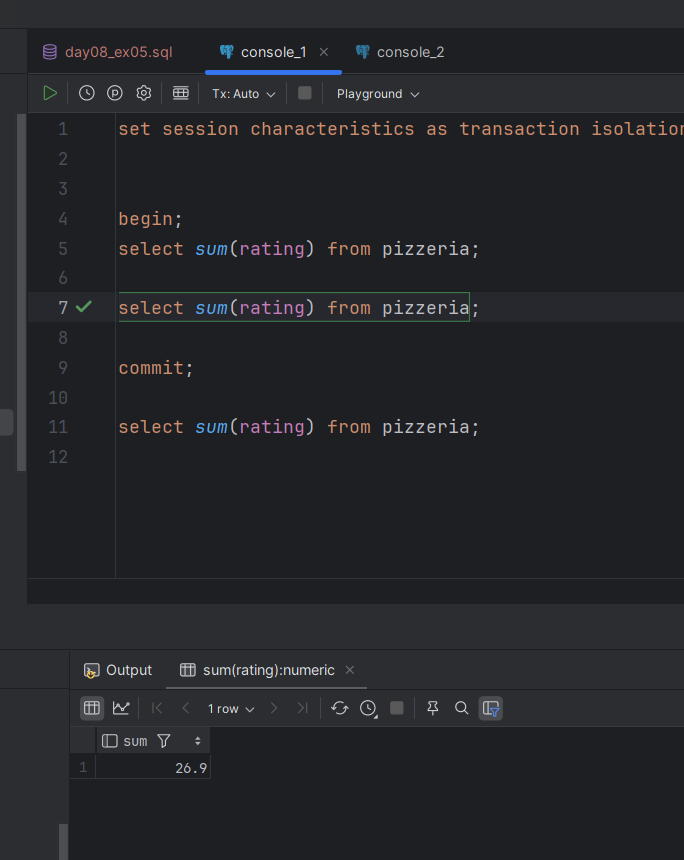 day08_ex05.sql console_1 console_2
Tx: Auto Playground
1 set session characteristics as transaction isolation
2
3
4 begin;
5 select sum(rating) from pizzeria;
6
7 select sum(rating) from pizzeria;
8
9 commit;
10
11 select sum(rating) from pizzeria;
12
Output sum(rating):numeric
1 row
sum
1 26.9